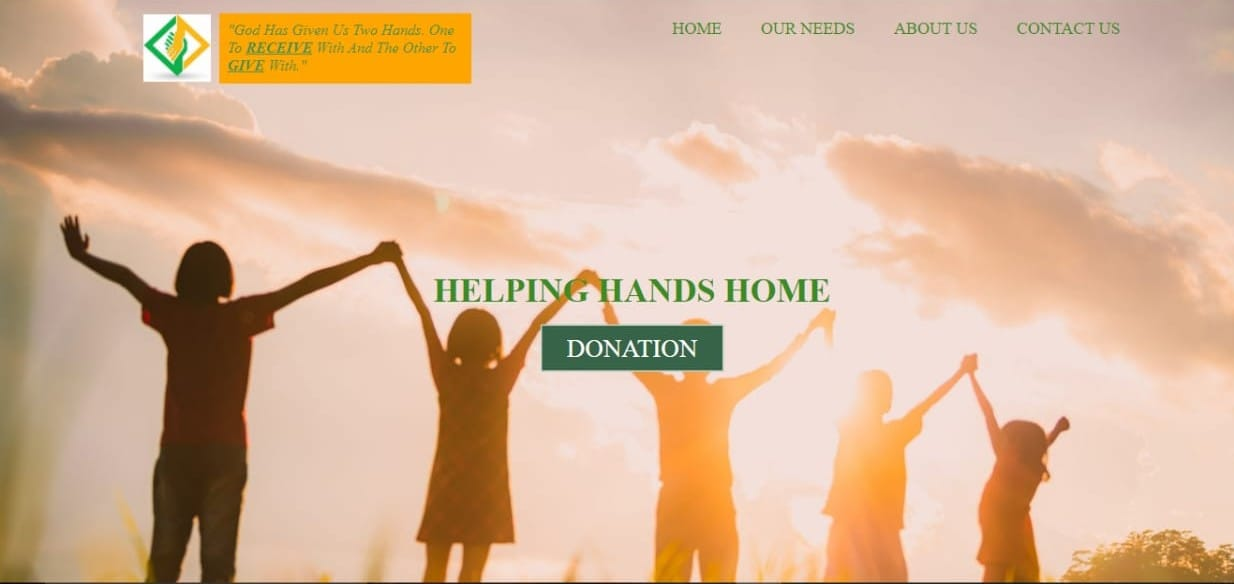 "God Has Given Us Two Hands. One
To RECEIVE With And The Other To
GIVE With."
HOME OUR NEEDS ABOUT US CONTACT US
HELPING HANDS HOME
DONATION